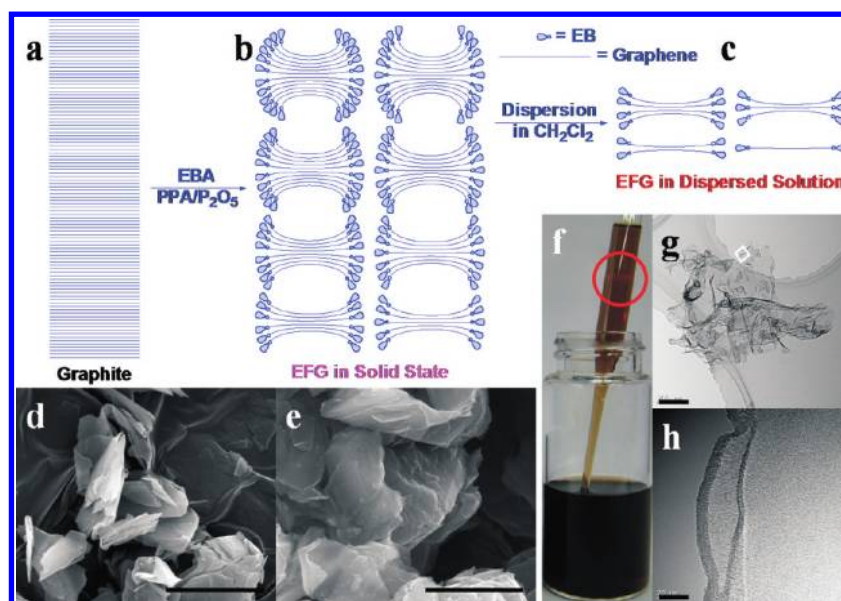 a
b
= EB
= Graphene
c
EBA
PPA/P₂O₅
Dispersion
in CH₂Cl₂
EFG in Dispersed Solution
Graphite
EFG in Solid State
d
e
f
g
h